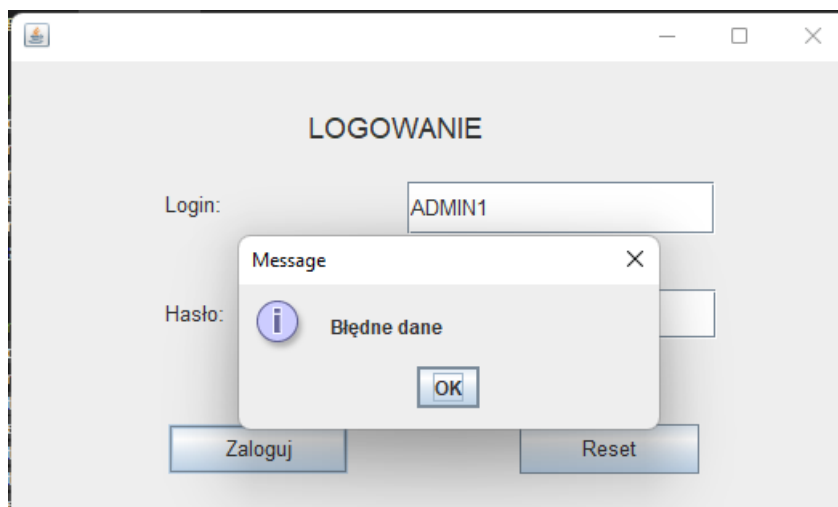 LOGOWANIE
Login:
ADMIN1
Message
Hasło:
Błędne dane
OK
Zaloguj
Reset